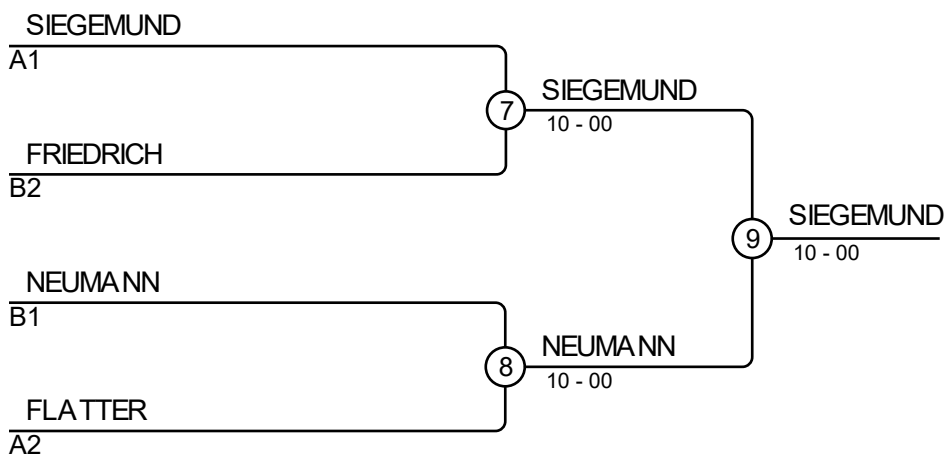 SIEGEMUND
A1
7
SIEGEMUND
10 - 00
FRIEDRICH
B2
9
SIEGEMUND
10 - 00
NEUMANN
B1
8
NEUMANN
10 - 00
FLATTER
A2